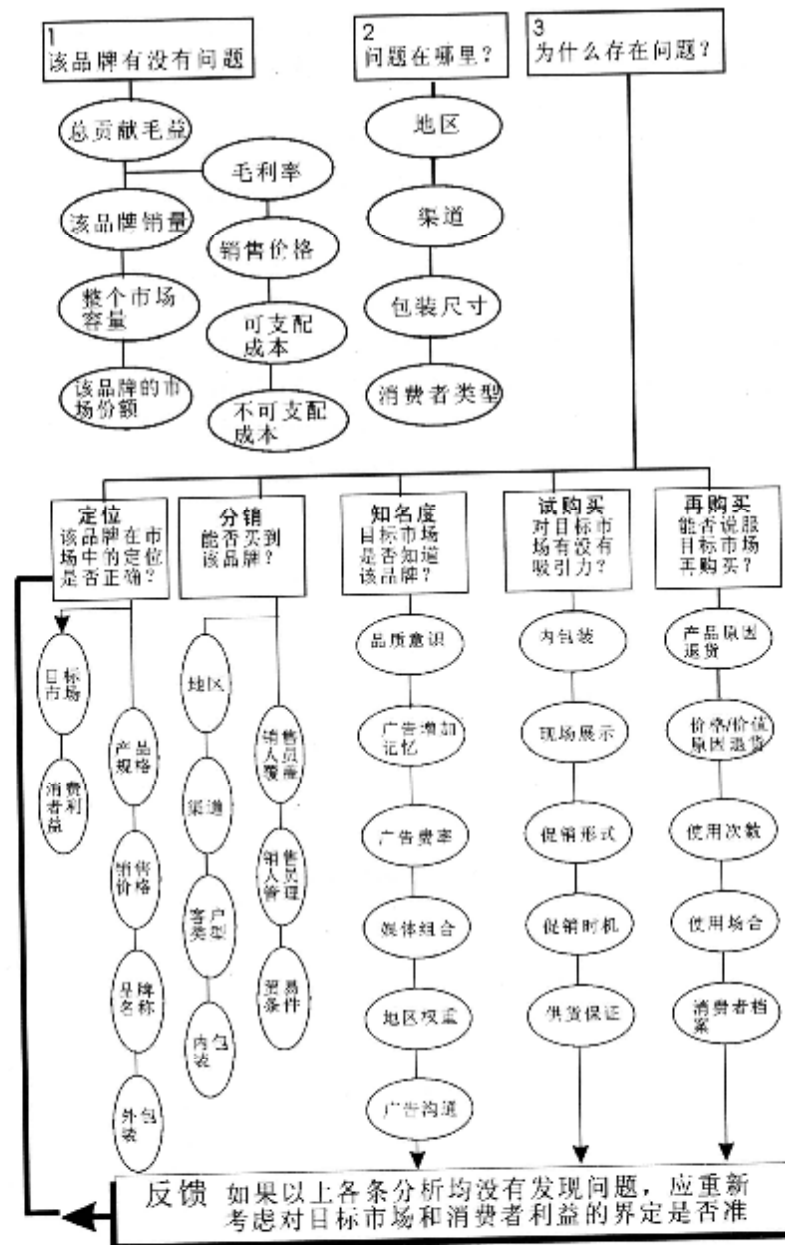 1
该品牌有没有问题
2
问题在哪里?
3
为什么存在问题?
总贡献毛益
毛利率
该品牌销量
销售价格
整个市场
容量
可支配
成本
该品牌的市
场份额
不可支配
成本
地区
渠道
包装尺寸
消费者类型
定位
该品牌在市
场中的定位
是否正确?
分销
能否买到
该品牌?
知名度
目标市场
是否知道
该品牌?
试购买
对目标市
场有没有
吸引力?
再购买
能否说服
目标市场
再购买?
目标
市场
消费
者利
益
产品
规格
销售
价格
品牌
名称
外包
装
地区
渠道
客户
类型
内包
装
销售
人员
覆盖
销售
人员
管理
贸易
条件
品质意识
广告增加
记忆
广告费率
媒体组合
地区权重
广告沟通
内包装
现场展示
促销形式
促销时机
供货保证
产品原因
退货
价格/价值
原因退货
使用次数
使用场合
消费者档
案
反馈 如果以上各条分析均没有发现问题，应重新
考虑对目标市场和消费者利益的界定是否准